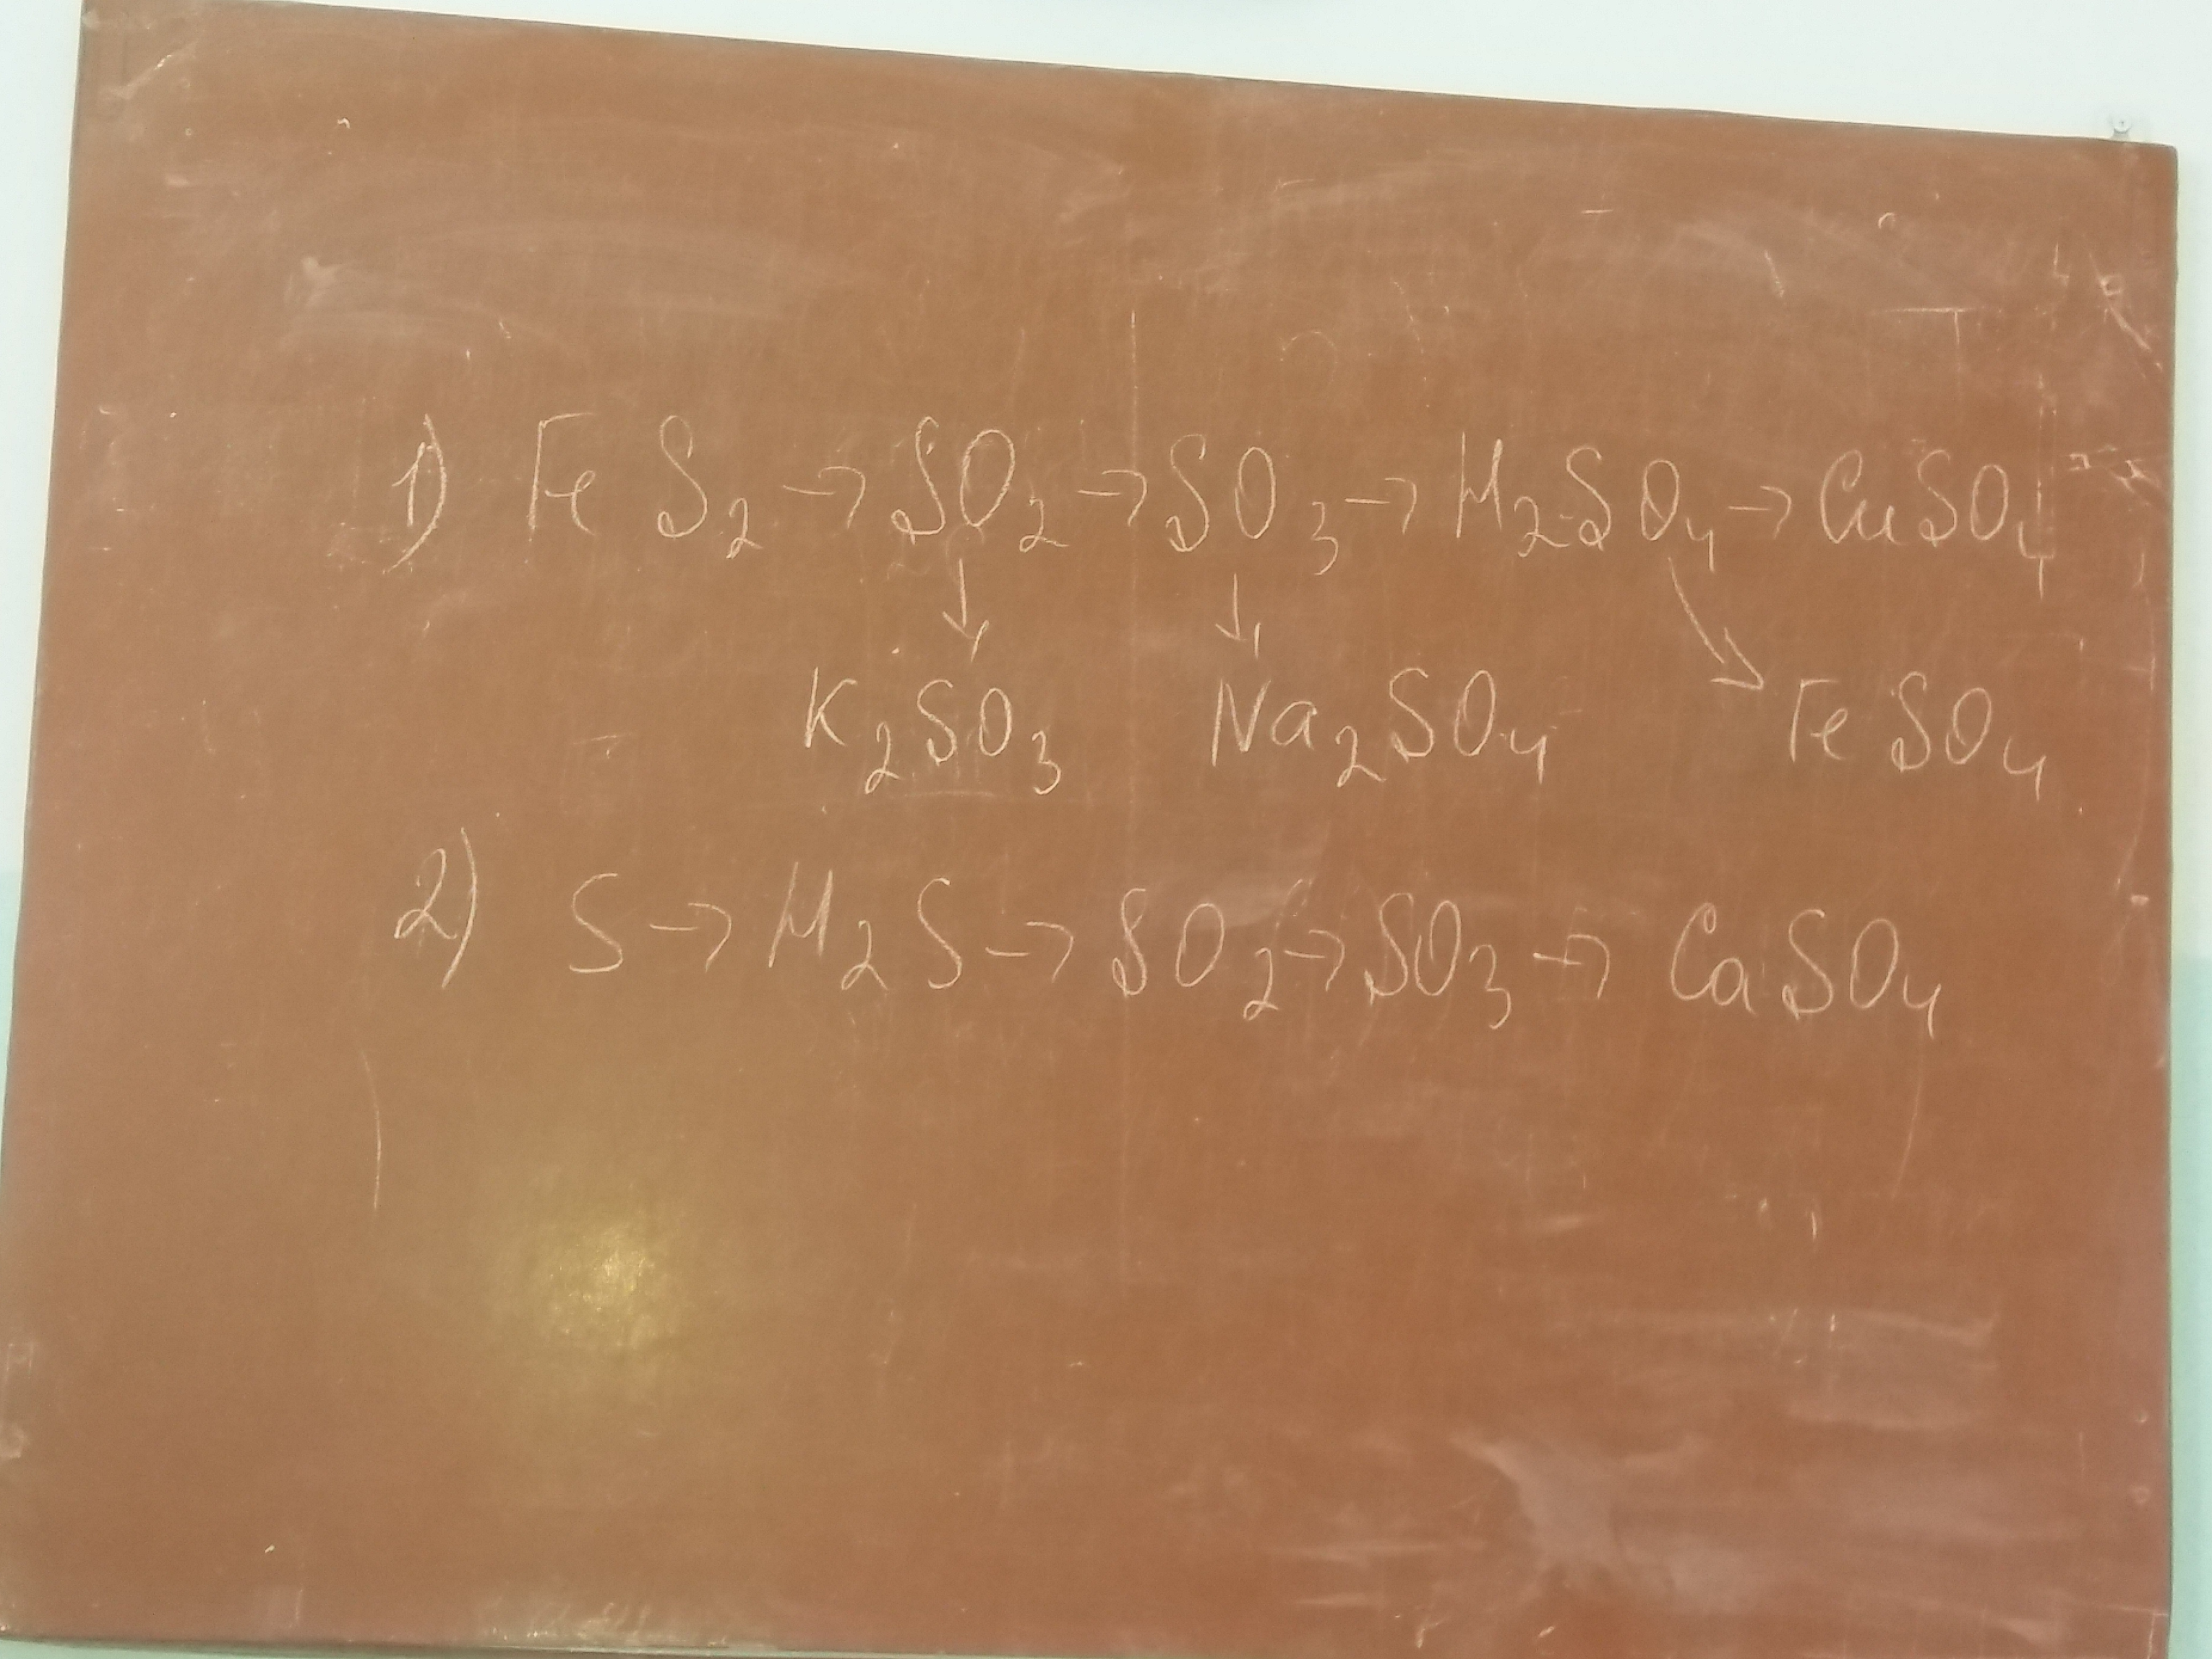 1) FeS2 → SO2 → SO3 → H2SO4 → CuSO4
↓ ↓ ↘
K2SO3 Na2SO4 FeSO4
2) S → H2S → SO2 → SO3 → CaSO4